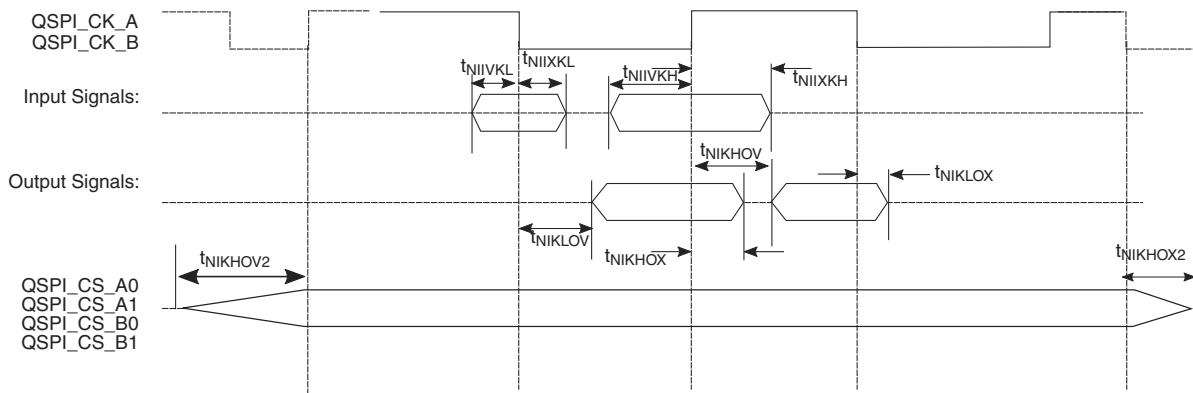 QSPI_CK_A
QSPI_CK_B
tNIIVKL
tNIIXKL
tNIIVKH
tNIIXKH
Input Signals:
tNIKHOV
Output Signals:
tNIKLOX
tNIKLOV
tNIKHOX
tNIKHOV2
tNIKHOX2
QSPI_CS_A0
QSPI_CS_A1
QSPI_CS_B0
QSPI_CS_B1